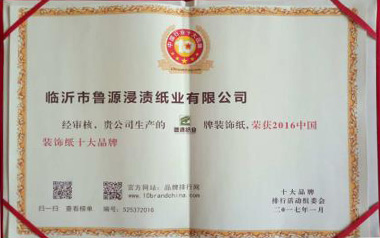 临沂市鲁源浸渍纸业有限公司
经审核，贵公司生产的 牌装饰纸，荣获2016中国
装饰纸十大品牌
官方网站：品牌排行网
www.10brandchina.com
扫一扫 查看榜单 编号：525372016
十大品牌
排行活动组委会
二〇一七年一月